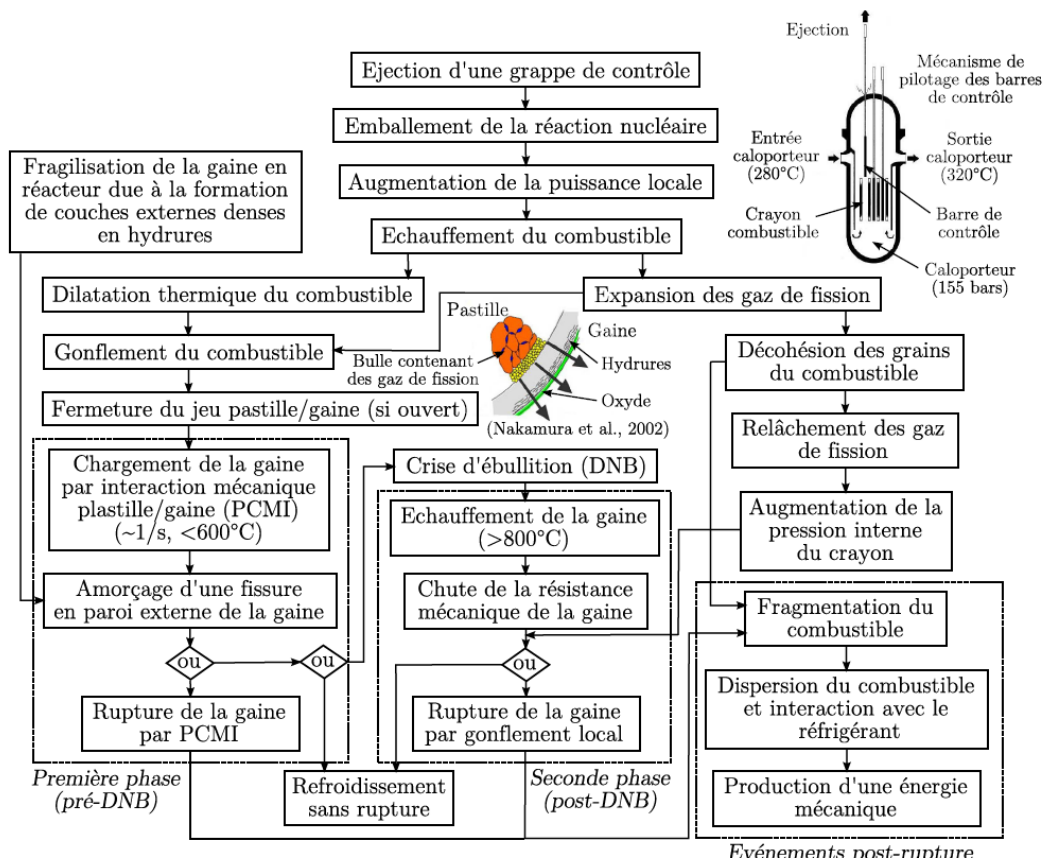 Ejection
Mécanisme de
pilotage des barres
de contrôle
Ejection d'une grappe de contrôle
Emballement de la réaction nucléaire
Entrée
caloporteur
(280°C)
Sortie
caloporteur
(320°C)
Fragilisation de la gaine en
réacteur due à la formation
de couches externes denses
en hydrures
Augmentation de la puissance locale
Crayon
combustible
Barre de
contrôle
Echauffement du combustible
Caloporteur
(155 bars)
Dilatation thermique du combustible
Expansion des gaz de fission
Pastille
Gaine
Bulle contenant
des gaz de fission
Hydrures
Oxyde
(Nakamura et al., 2002)
Gonflement du combustible
Décohésion des grains
du combustible
Fermeture du jeu pastille/gaine (si ouvert)
Relâchement des gaz
de fission
Chargement de la gaine
par interaction mécanique
plastille/gaine (PCMI)
(~1/s, <600°C)
Crise d'ébullition (DNB)
Echauffement de la gaine
(>800°C)
Augmentation de la
pression interne
du crayon
Amorçage d'une fissure
en paroi externe de la gaine
Chute de la résistance
mécanique de la gaine
Fragmentation du
combustible
ou
ou
ou
Rupture de la gaine
par PCMI
Rupture de la gaine
par gonflement local
Dispersion du combustible
et interaction avec le
réfrigérant
Première phase
(pré-DNB)
Refroidissement
sans rupture
Seconde phase
(post-DNB)
Production d'une énergie
mécanique
Evénements post-rupture